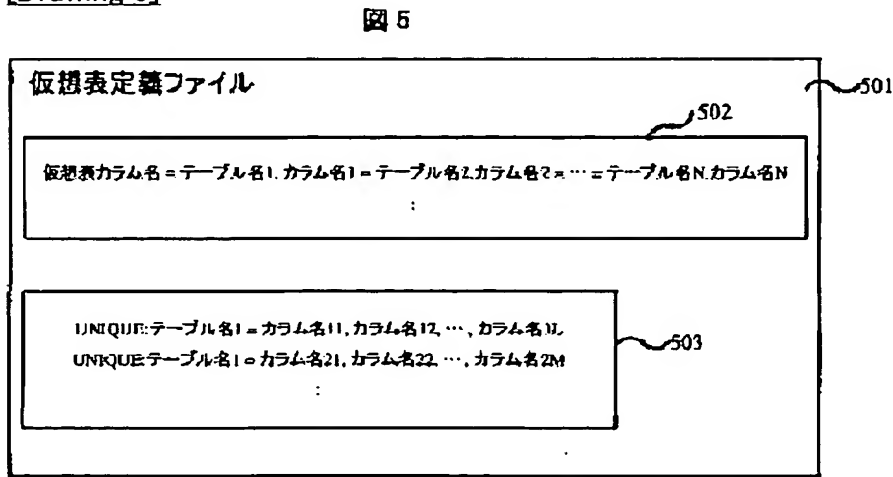 図 5
仮想表定義ファイル
501
502
仮想表カラム名 = テーブル名1.カラム名1 = テーブル名2.カラム名2 = … = テーブル名N.カラム名N
:
UNIQUE:テーブル名1 = カラム名11, カラム名12, …, カラム名1L
UNIQUE:テーブル名1 = カラム名21, カラム名22, …, カラム名2M
:
503